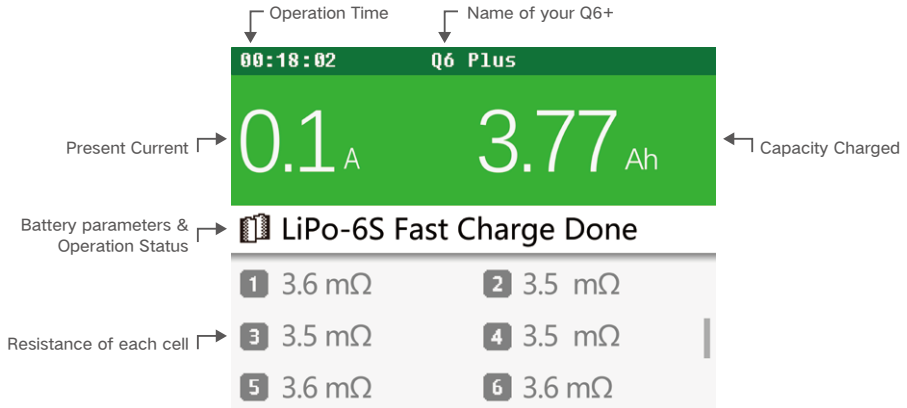 Operation Time
Name of your Q6+
00:18:02 Q6 Plus
Present Current
0.1 A 3.77 Ah
Capacity Charged
Battery parameters &
Operation Status
LiPo-6S Fast Charge Done
1 3.6 mΩ 2 3.5 mΩ
Resistance of each cell
3 3.5 mΩ 4 3.5 mΩ
5 3.6 mΩ 6 3.6 mΩ